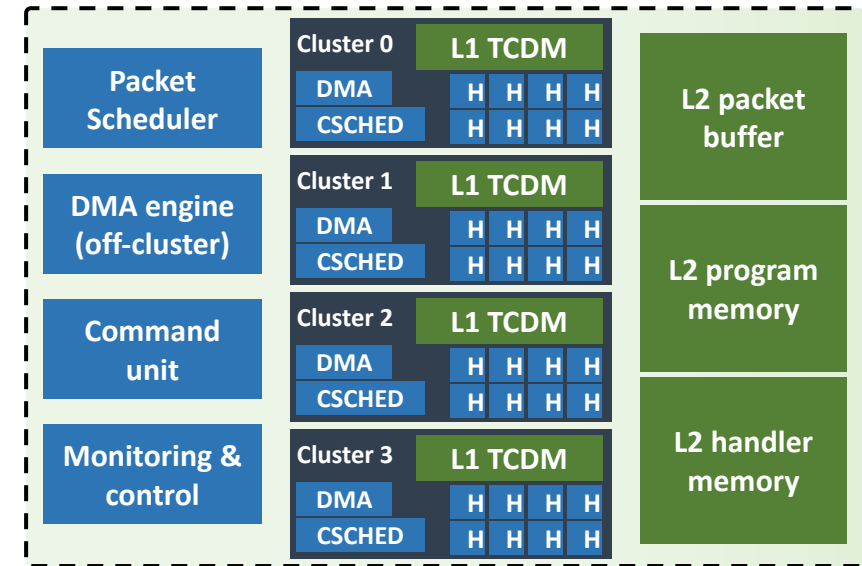 Packet
Scheduler
DMA engine
(off-cluster)
Command
unit
Monitoring &
control
Cluster 0
L1 TCDM
DMA
H H H H
CSCHED
H H H H
Cluster 1
L1 TCDM
DMA
H H H H
CSCHED
H H H H
Cluster 2
L1 TCDM
DMA
H H H H
CSCHED
H H H H
Cluster 3
L1 TCDM
DMA
H H H H
CSCHED
H H H H
L2 packet
buffer
L2 program
memory
L2 handler
memory